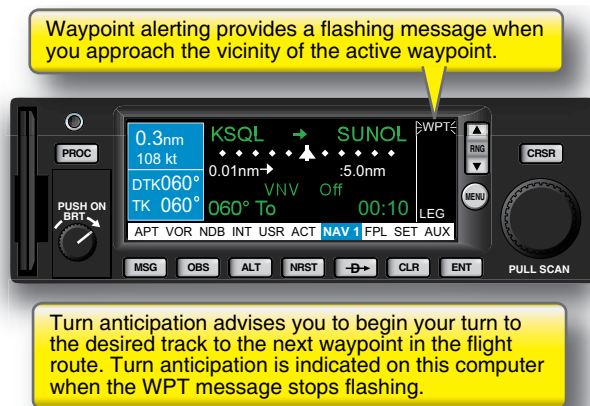 Waypoint alerting provides a flashing message when
you approach the vicinity of the active waypoint.
PROC
PUSH ON
BRT
0.3nm
108 kt
DTK060°
TK 060°
KSQL → SUNOL
0.01nm→ :5.0nm
VNV Off
060° To 00:10
WPT
LEG
APT VOR NDB INT USR ACT NAV 1 FPL SET AUX
RNG
MENU
CRSR
PULL SCAN
MSG OBS ALT NRST D CLR ENT
Turn anticipation advises you to begin your turn to
the desired track to the next waypoint in the flight
route. Turn anticipation is indicated on this computer
when the WPT message stops flashing.